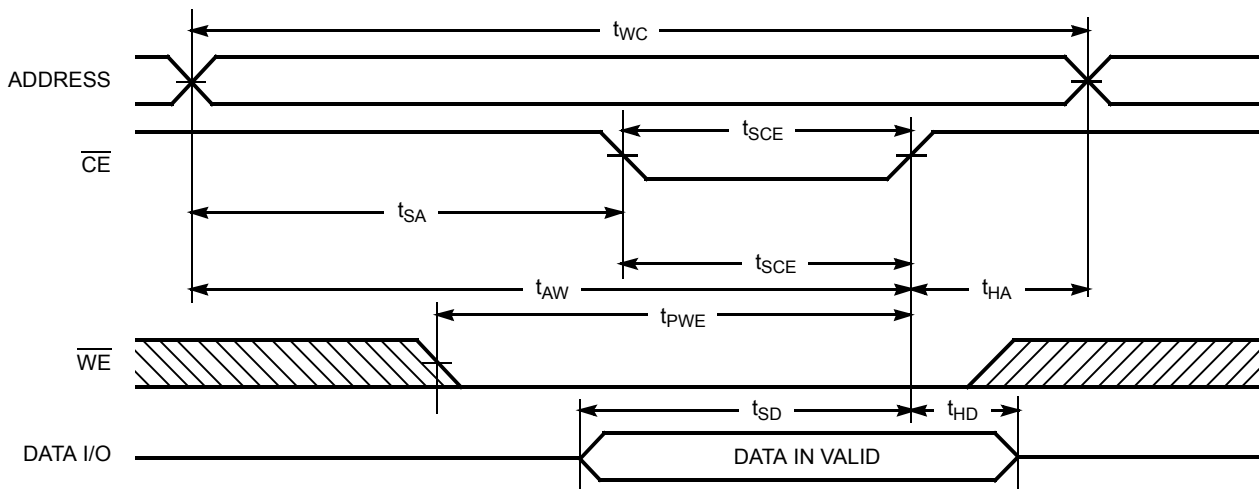 tWC
ADDRESS
tSCE
CE
tSA
tSCE
tAW
tHA
tPWE
WE
tSD
tHD
DATA I/O
DATA IN VALID